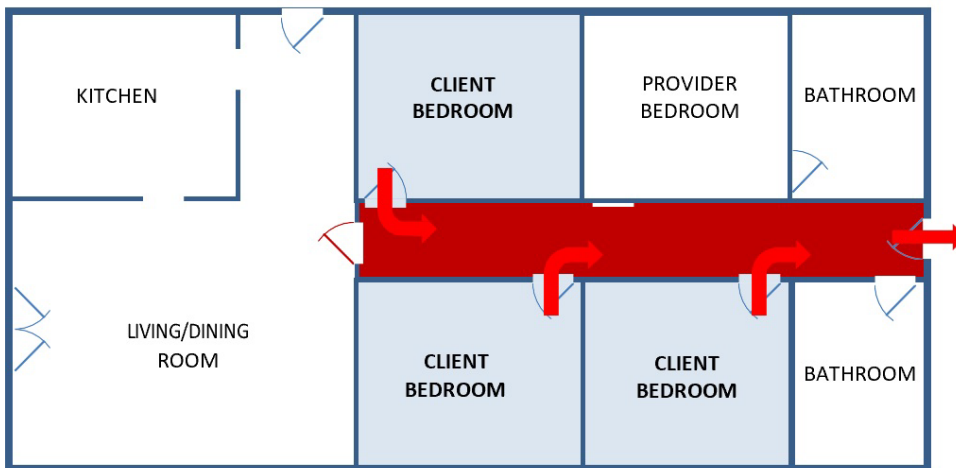 KITCHEN
CLIENT
BEDROOM
PROVIDER
BEDROOM
BATHROOM
LIVING/DINING
ROOM
CLIENT
BEDROOM
CLIENT
BEDROOM
BATHROOM